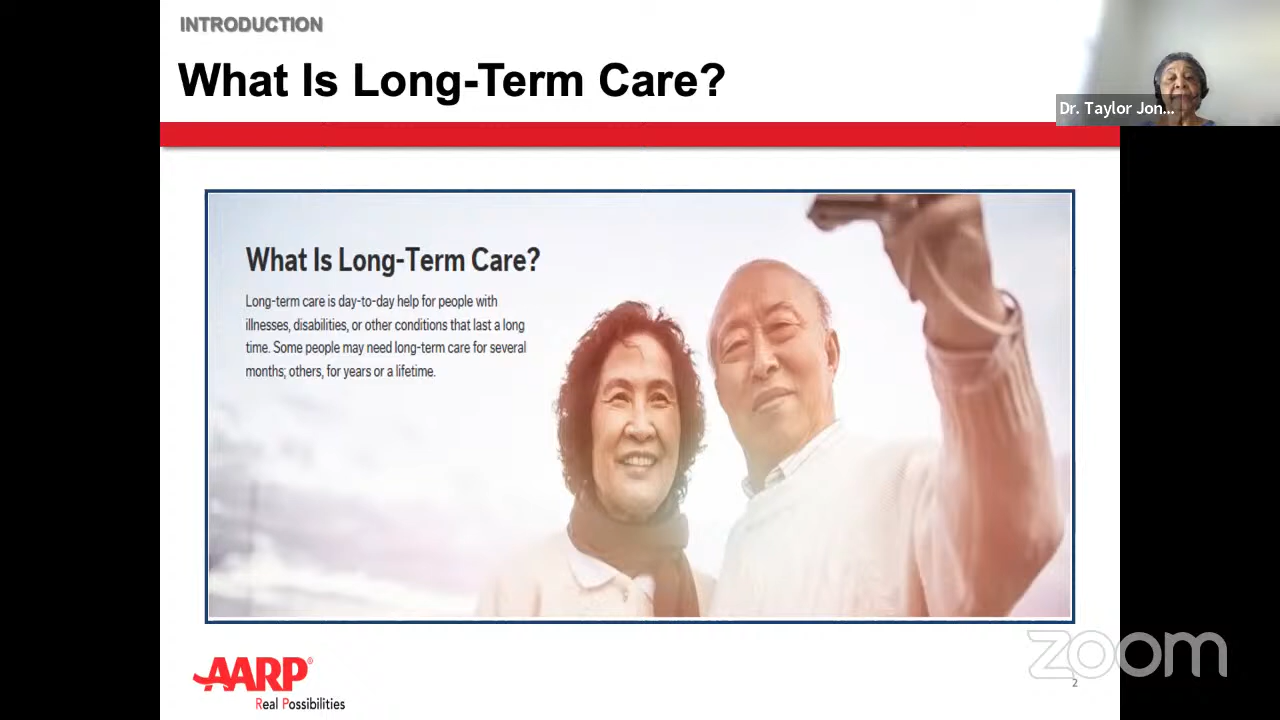 INTRODUCTION
What Is Long-Term Care?
Dr. Taylor Jon...
What Is Long-Term Care?
Long-term care is day-to-day help for people with
illnesses, disabilities, or other conditions that last a long
time. Some people may need long-term care for several
months; others, for years or a lifetime.
AARP®
Real Possibilities
zoom
2